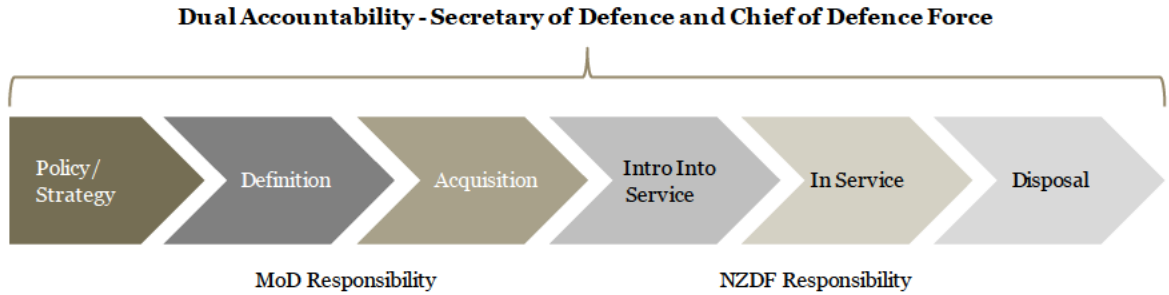 Dual Accountability - Secretary of Defence and Chief of Defence Force
Policy/
Strategy
Definition
Acquisition
Intro Into
Service
In Service
Disposal
MoD Responsibility
NZDF Responsibility